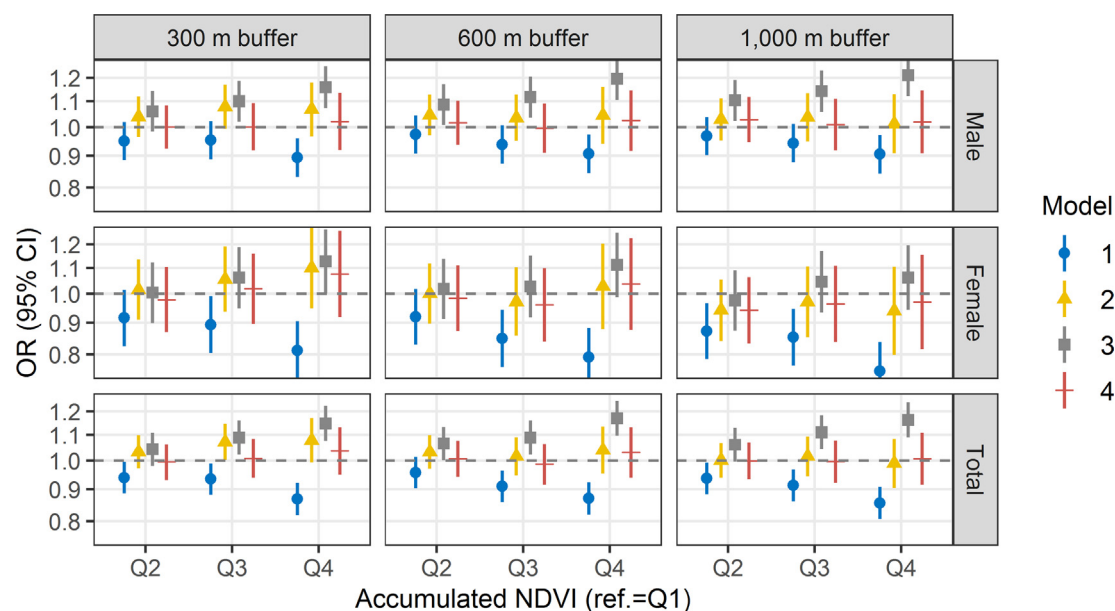 300 m buffer
600 m buffer
1,000 m buffer
1.2
1.1
1.0
0.9
0.8
Male
1.2
1.1
1.0
0.9
0.8
Female
1.2
1.1
1.0
0.9
0.8
Total
OR (95% CI)
Q2 Q3 Q4 Q2 Q3 Q4 Q2 Q3 Q4
Accumulated NDVI (ref.=Q1)
Model
1
2
3
4